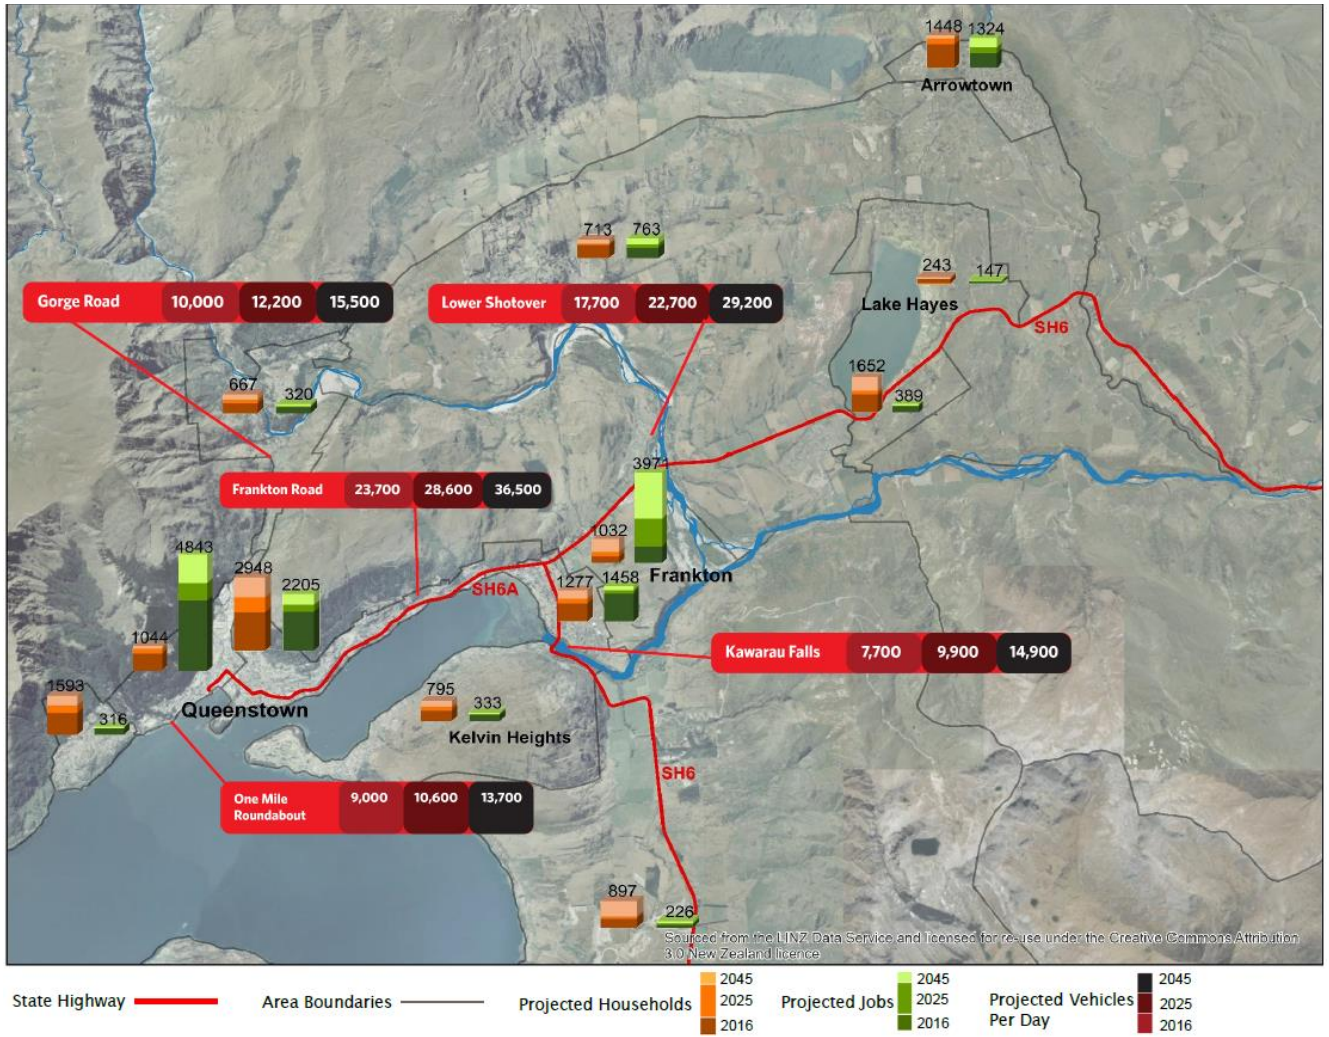 1448 1324
Arrowtown
713 763
243 147
Lake Hayes
Gorge Road 10,000 12,200 15,500
Lower Shotover 17,700 22,700 29,200
SH6
1652
389
667 320
3971
Frankton Road 23,700 28,600 36,500
1032
Frankton
4843
2948
2205
SH6A
1277 1458
1044
Kawarau Falls 7,700 9,900 14,900
1593
316
Queenstown
795 333
Kelvin Heights
SH6
One Mile
Roundabout
9,000 10,600 13,700
897
226
Sourced from the LINZ Data Service and licensed for re-use under the Creative Commons Attribution
3.0 New Zealand licence
State Highway
Area Boundaries
Projected Households
2045
2025
2016
Projected Jobs
2045
2025
2016
Projected Vehicles
Per Day
2045
2025
2016